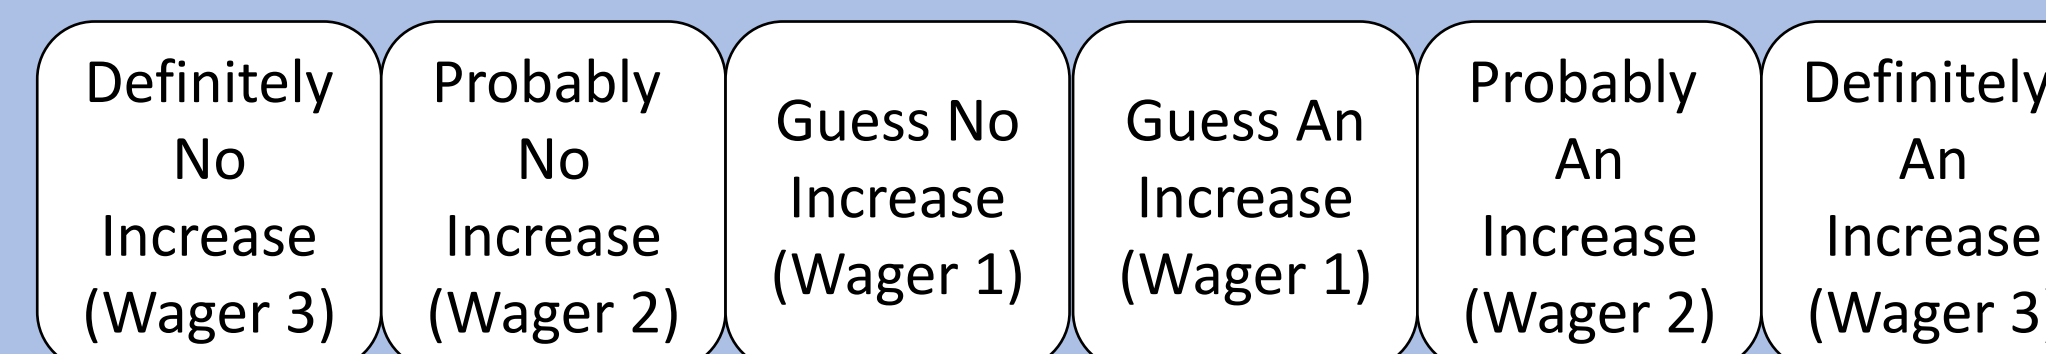 Definitely
No
Increase
(Wager 3)
Probably
No
Increase
(Wager 2)
Guess No
Increase
(Wager 1)
Guess An
Increase
(Wager 1)
Probably
An
Increase
(Wager 2)
Definitely
An
Increase
(Wager 3)